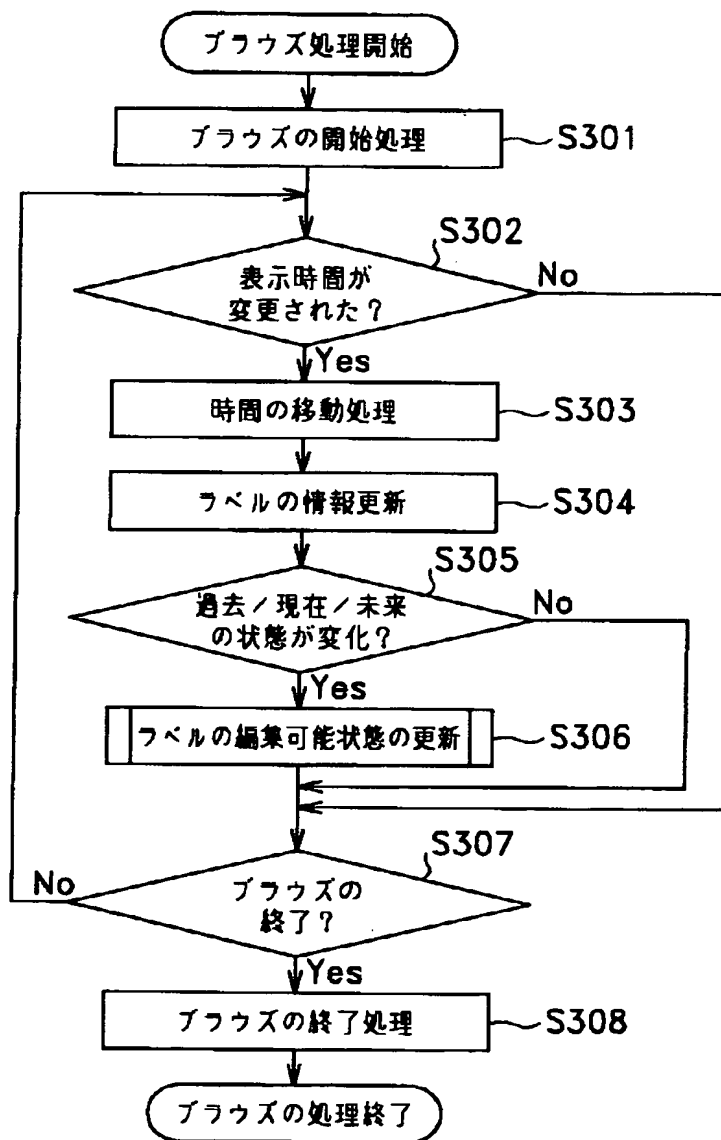 ブラウズ処理開始
ブラウズの開始処理
S301
S302
表示時間が
変更された?
No
Yes
時間の移動処理
S303
ラベルの情報更新
S304
S305
過去/現在/未来
の状態が変化?
No
Yes
ラベルの編集可能状態の更新
S306
S307
ブラウズの
終了?
No
Yes
ブラウズの終了処理
S308
ブラウズの処理終了